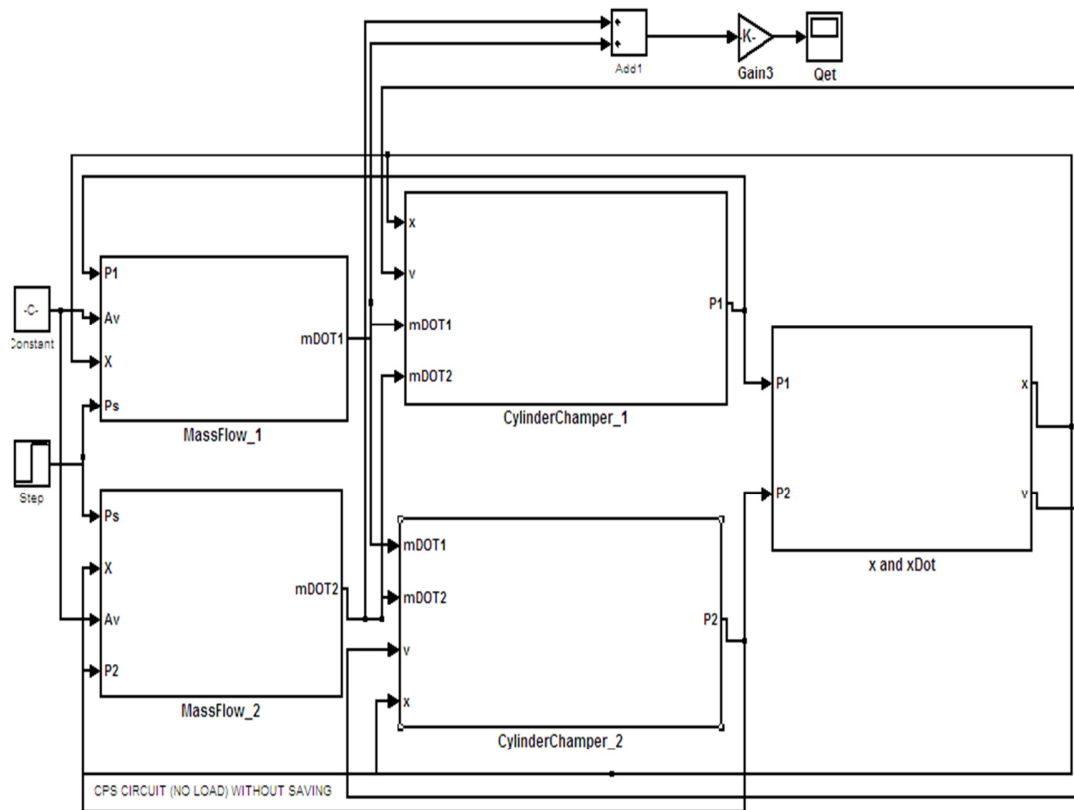 Add1
-K-
Gain3
Qet
P1
Av
X
Ps
mDOT1
MassFlow_1
-C-
Constant
Step
x
v
mDOT1
mDOT2
P1
CylinderChamper_1
P1
P2
x
v
x and xDot
Ps
X
Av
P2
mDOT2
MassFlow_2
mDOT1
mDOT2
v
x
P2
CylinderChamper_2
CPS CIRCUIT (NO LOAD) WITHOUT SAVING